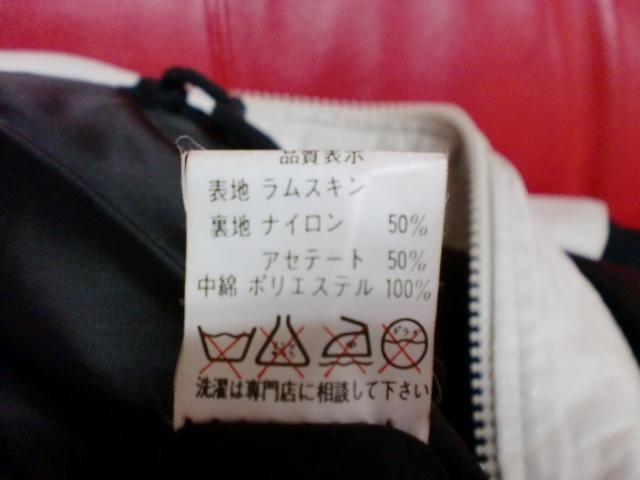 品質表示
表地 ラムスキン
裏地 ナイロン 50%
アセテート 50%
中綿 ポリエステル 100%
洗濯は専門店に相談して下さい